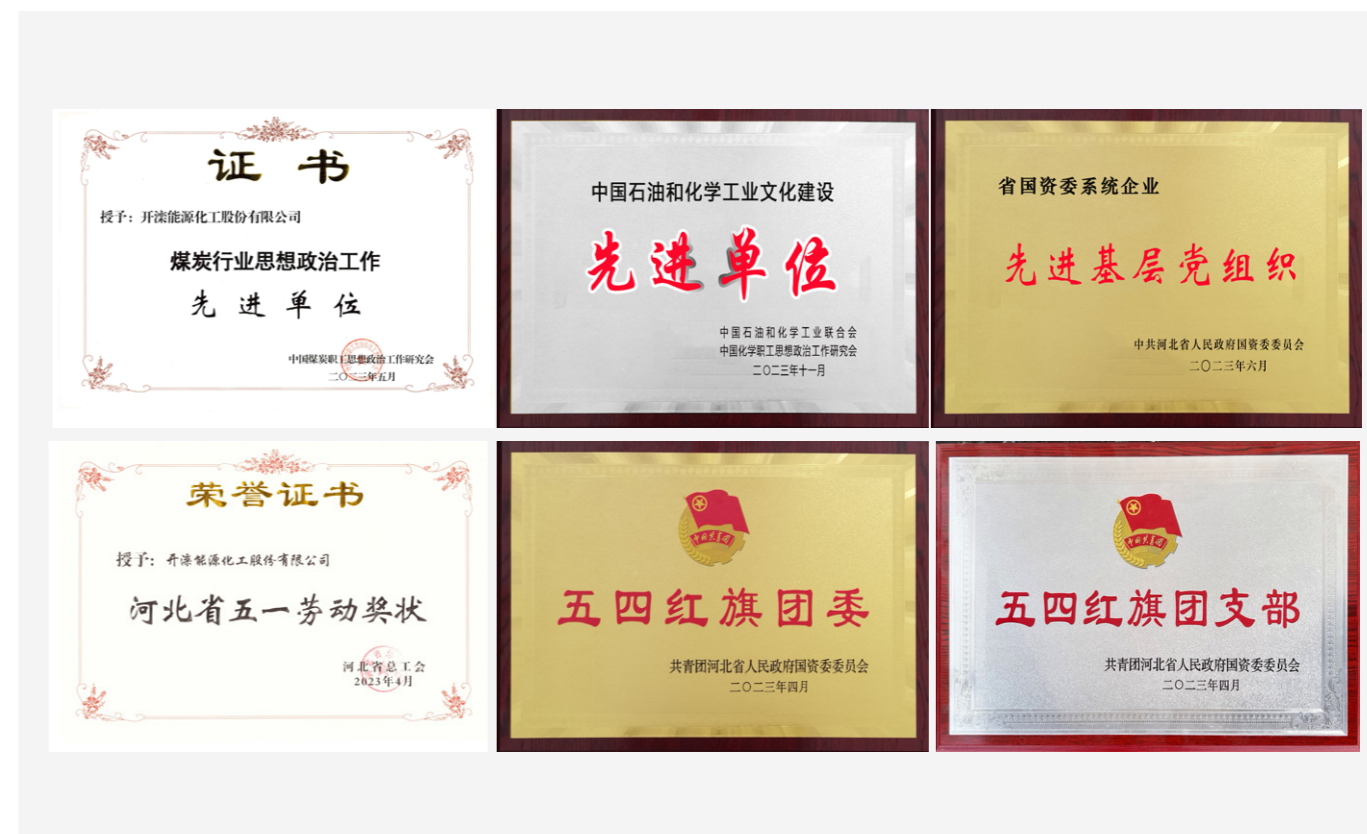 证 书
授予：开滦能源化工股份有限公司
煤炭行业思想政治工作
先 进 单 位
中国煤炭职工思想政治工作研究会
二〇二三年五月
中国石油和化学工业文化建设
先进单位
中国石油和化学工业联合会
中国化学职工思想政治工作研究会
二〇二三年十一月
省国资委系统企业
先进基层党组织
中共河北省人民政府国资委委员会
二〇二三年六月
荣誉证书
授予：开滦能源化工股份有限公司
河北省五一劳动奖状
河北省总工会
2023年4月
中国共青团
五四红旗团委
共青团河北省人民政府国资委委员会
二〇二三年四月
中国共青团
五四红旗团支部
共青团河北省人民政府国资委委员会
二〇二三年四月